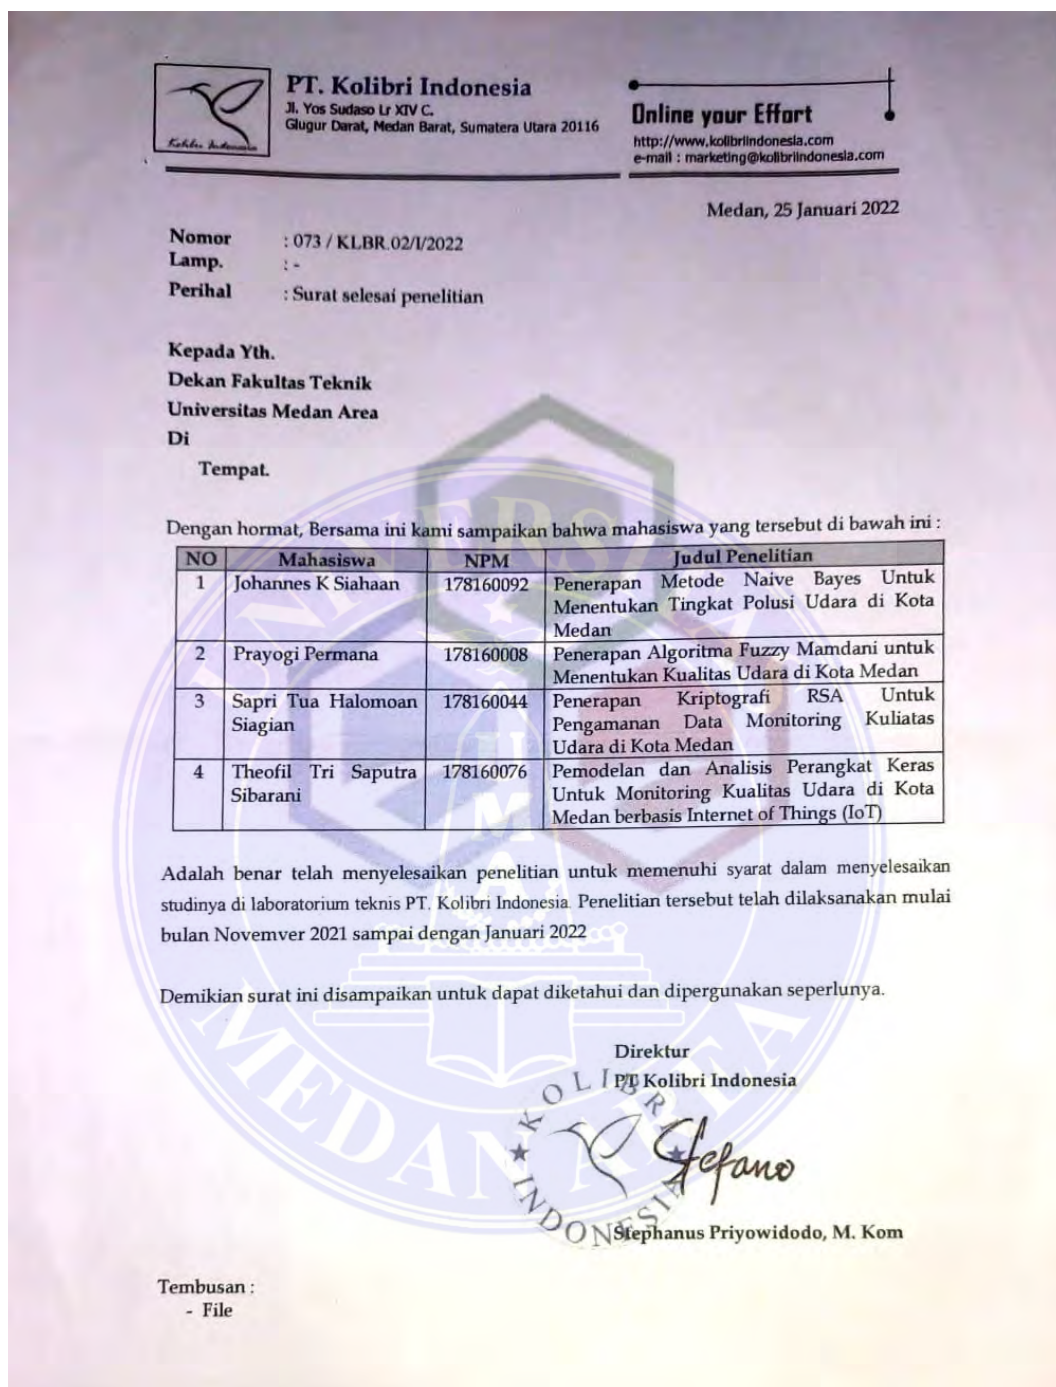 PT. Kolibri Indonesia
Jl. Yos Sudaso Lr XIV C.
Glugur Darat, Medan Barat, Sumatera Utara 20116
Kolibri Indonesia
Online your Effort
http://www.kolibriindonesia.com
e-mail : marketing@kolibriindonesia.com
Medan, 25 Januari 2022
Nomor : 073 / KLBR.02/I/2022
Lamp. : -
Perihal : Surat selesai penelitian
Kepada Yth.
Dekan Fakultas Teknik
Universitas Medan Area
Di
Tempat.
Dengan hormat, Bersama ini kami sampaikan bahwa mahasiswa yang tersebut di bawah ini :
NO Mahasiswa NPM Judul Penelitian
1 Johannes K Siahaan 178160092 Penerapan Metode Naive Bayes Untuk
Menentukan Tingkat Polusi Udara di Kota
Medan
2 Prayogi Permana 178160008 Penerapan Algoritma Fuzzy Mamdani untuk
Menentukan Kualitas Udara di Kota Medan
3 Sapri Tua Halomoan 178160044 Penerapan Kriptografi RSA Untuk
Siagian Pengamanan Data Monitoring Kuliatas
Udara di Kota Medan
4 Theofil Tri Saputra 178160076 Pemodelan dan Analisis Perangkat Keras
Sibarani Untuk Monitoring Kualitas Udara di Kota
Medan berbasis Internet of Things (IoT)
Adalah benar telah menyelesaikan penelitian untuk memenuhi syarat dalam menyelesaikan
studinya di laboratorium teknis PT. Kolibri Indonesia. Penelitian tersebut telah dilaksanakan mulai
bulan Novemver 2021 sampai dengan Januari 2022
Demikian surat ini disampaikan untuk dapat diketahui dan dipergunakan seperlunya.
Direktur
PT Kolibri Indonesia
KOLIBRI
INDONESIA
Stefano
Stephanus Priyowidodo, M. Kom
Tembusan :
- File
UNIVERSITAS
MEDAN AREA
UMA